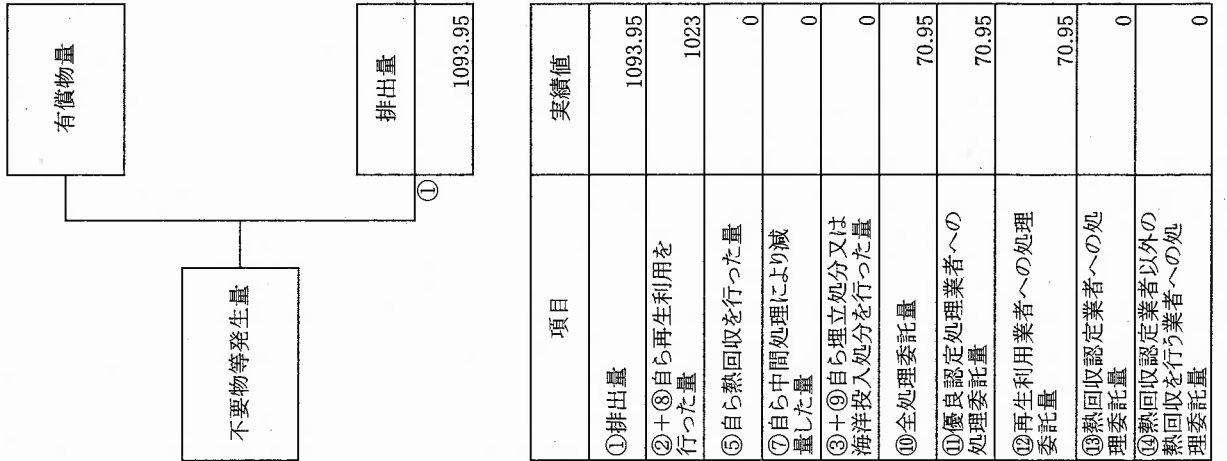 不要物等発生量
有償物量
排出量
①
1093.95
項目
実績値
①排出量
1093.95
②+⑧自ら再生利用を
行った量
1023
⑤自ら熱回収を行った量
0
⑦自ら中間処理により減
量した量
0
③+⑨自ら埋立処分又は
海洋投入処分を行った量
0
⑩全処理委託量
70.95
⑪優良認定処理業者への
処理委託量
70.95
⑫再生利用業者への処理
委託量
70.95
⑬熱回収認定業者への処
理委託量
0
⑭熱回収認定業者以外の
熱回収を行う業者への処
理委託量
0